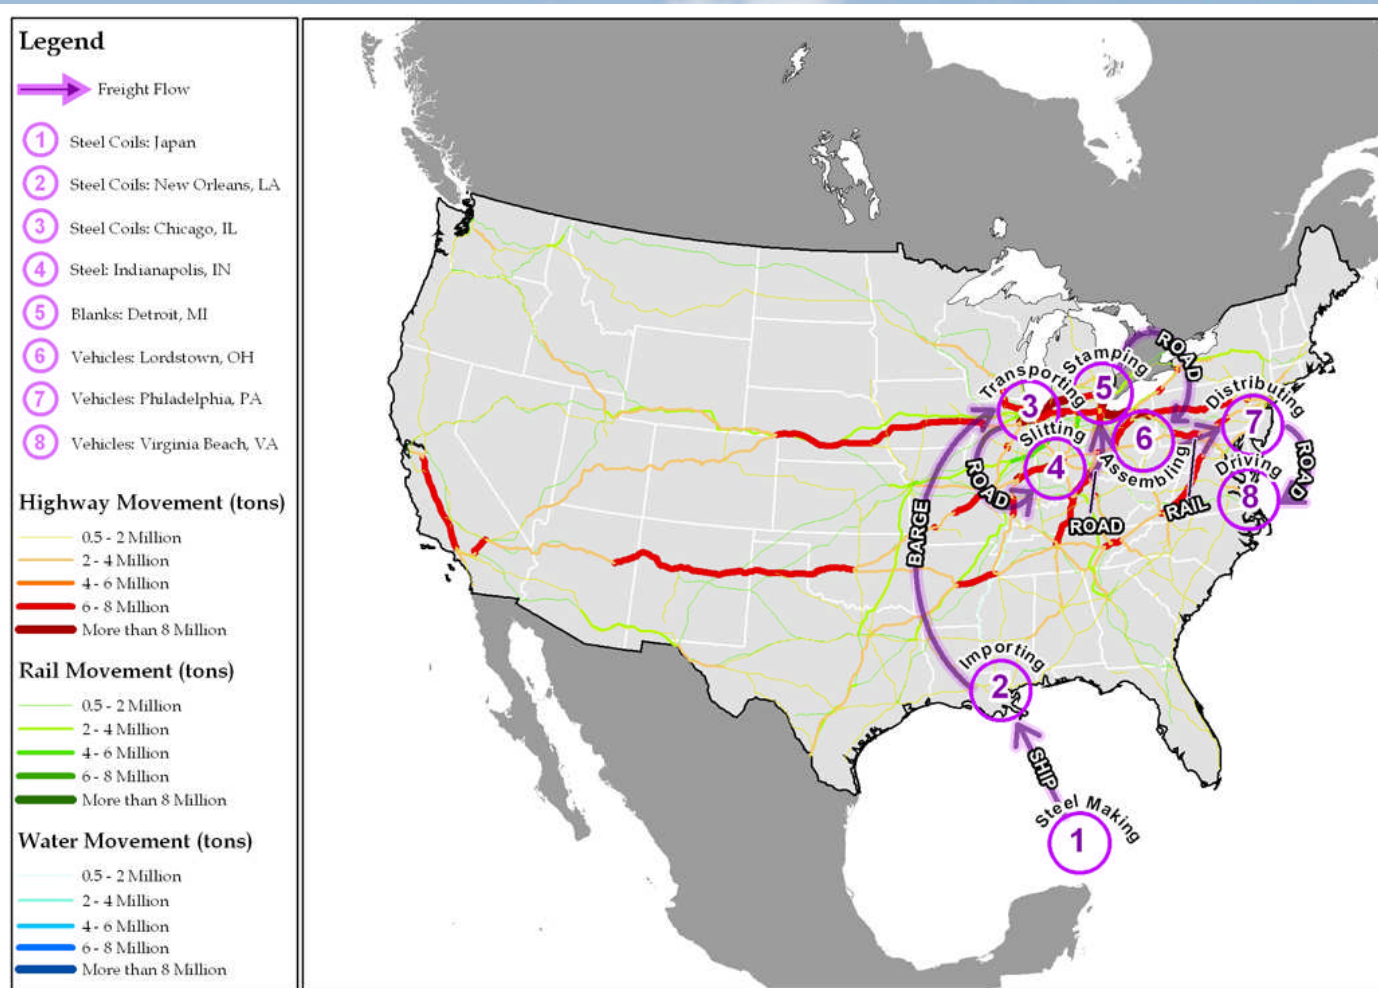 Legend
Freight Flow
1 Steel Coils: Japan
2 Steel Coils: New Orleans, LA
3 Steel Coils: Chicago, IL
4 Steel: Indianapolis, IN
5 Blanks: Detroit, MI
6 Vehicles: Lordstown, OH
7 Vehicles: Philadelphia, PA
8 Vehicles: Virginia Beach, VA
Highway Movement (tons)
0.5 - 2 Million
2 - 4 Million
4 - 6 Million
6 - 8 Million
More than 8 Million
Rail Movement (tons)
0.5 - 2 Million
2 - 4 Million
4 - 6 Million
6 - 8 Million
More than 8 Million
Water Movement (tons)
0.5 - 2 Million
2 - 4 Million
4 - 6 Million
6 - 8 Million
More than 8 Million
ROAD
Stamping
5
Transporting
3
Distributing
7
Slitting
4
6
Assembling
Driving
8
ROAD
ROAD
RAIL
ROAD
BARGE
Importing
2
SHIP
Steel Making
1